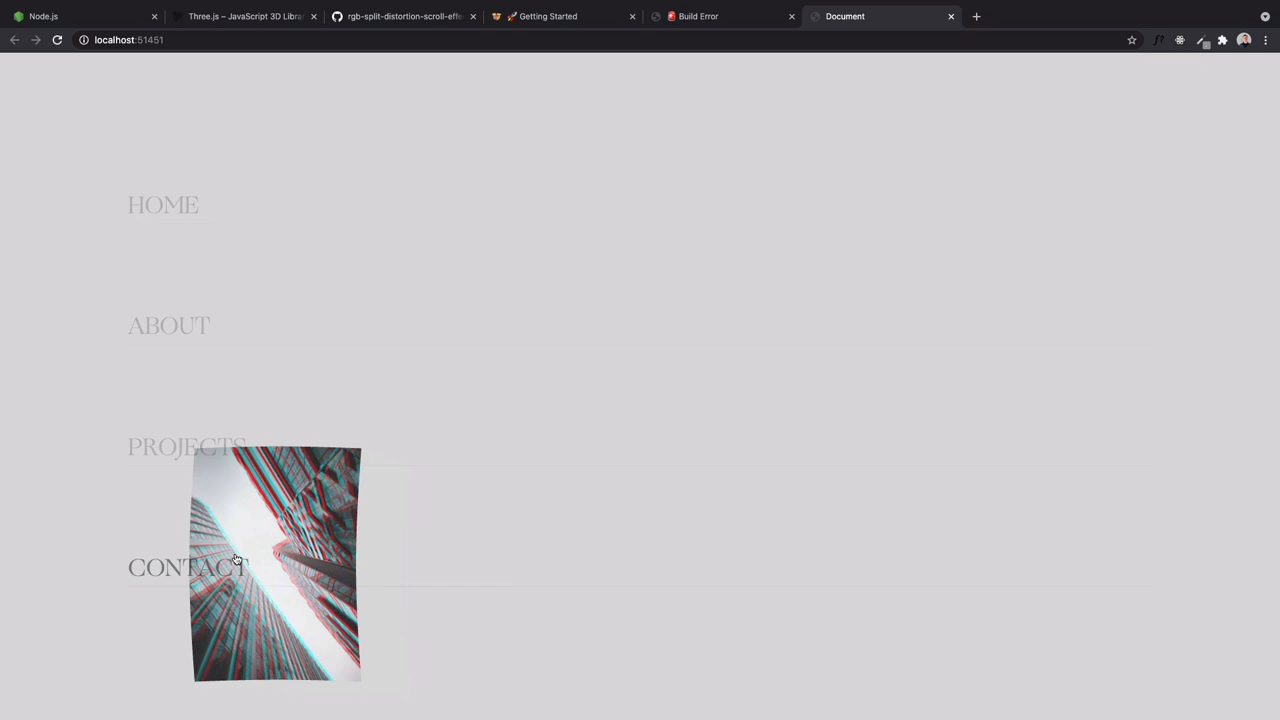 Node.js
Three.js – JavaScript 3D Libra
rgb-split-distortion-scroll-effe
🚀 Getting Started
🚨 Build Error
Document
localhost:51451
f?
HOME
ABOUT
PROJECTS
CONTACT